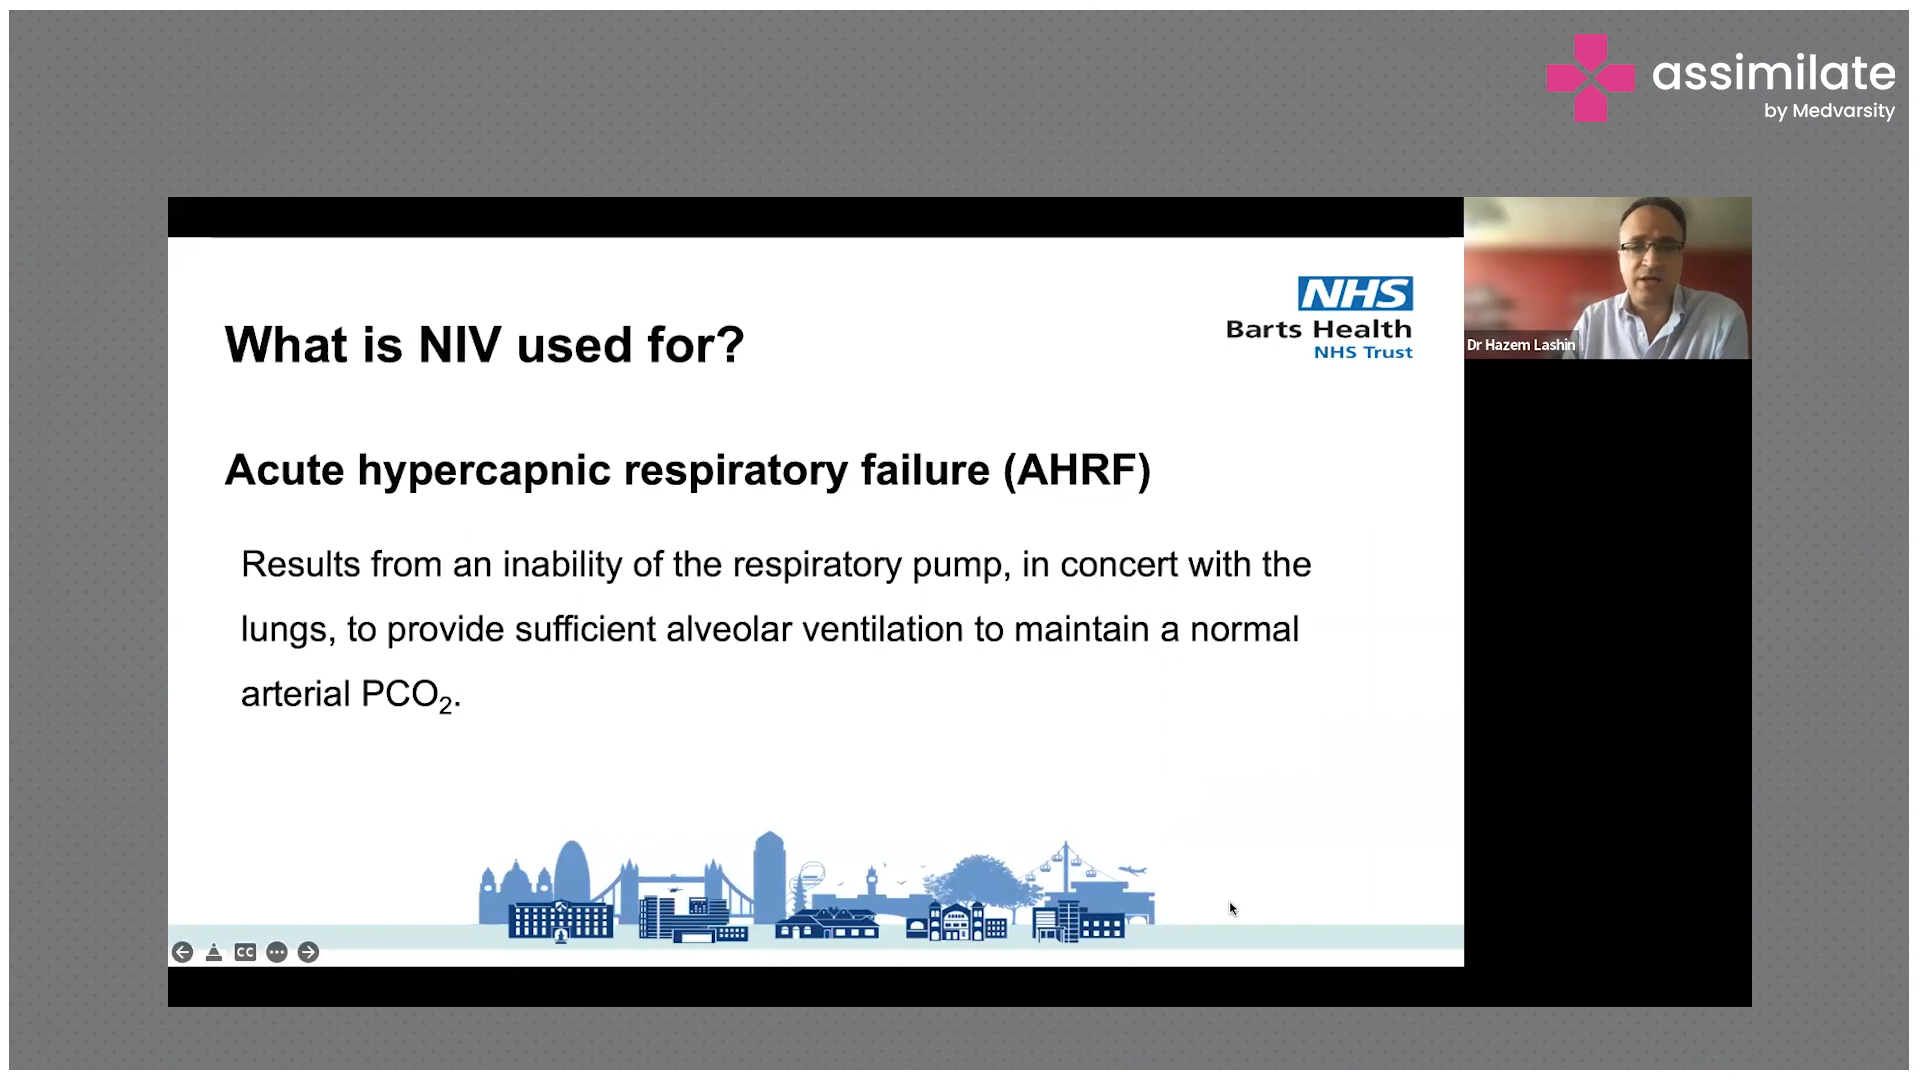 assimilate
by Medvarsity
NHS
Barts Health
NHS Trust
What is NIV used for?
Dr Hazem Lashin
Acute hypercapnic respiratory failure (AHRF)
Results from an inability of the respiratory pump, in concert with the
lungs, to provide sufficient alveolar ventilation to maintain a normal
arterial PCO₂.
CC